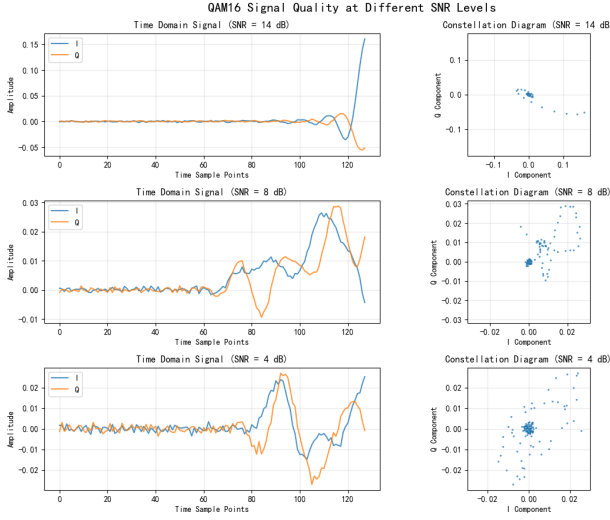 QAM16 Signal Quality at Different SNR Levels
Time Domain Signal (SNR = 14 dB)
Constellation Diagram (SNR = 14 dB
I
Q
0.15
0.10
0.05
0.00
−0.05
Amplitude
0 20 40 60 80 100 120
Time Sample Points
0.1
0.0
−0.1
Q Component
−0.1 0.0 0.1
I Component
Time Domain Signal (SNR = 8 dB)
Constellation Diagram (SNR = 8 dB)
I
Q
0.03
0.02
0.01
0.00
−0.01
Amplitude
0 20 40 60 80 100 120
Time Sample Points
0.03
0.02
0.01
0.00
−0.01
−0.02
−0.03
Q Component
−0.02 0.00 0.02
I Component
Time Domain Signal (SNR = 4 dB)
Constellation Diagram (SNR = 4 dB)
I
Q
0.02
0.01
0.00
−0.01
−0.02
Amplitude
0 20 40 60 80 100 120
Time Sample Points
0.02
0.01
0.00
−0.01
−0.02
Q Component
−0.02 0.00 0.02
I Component